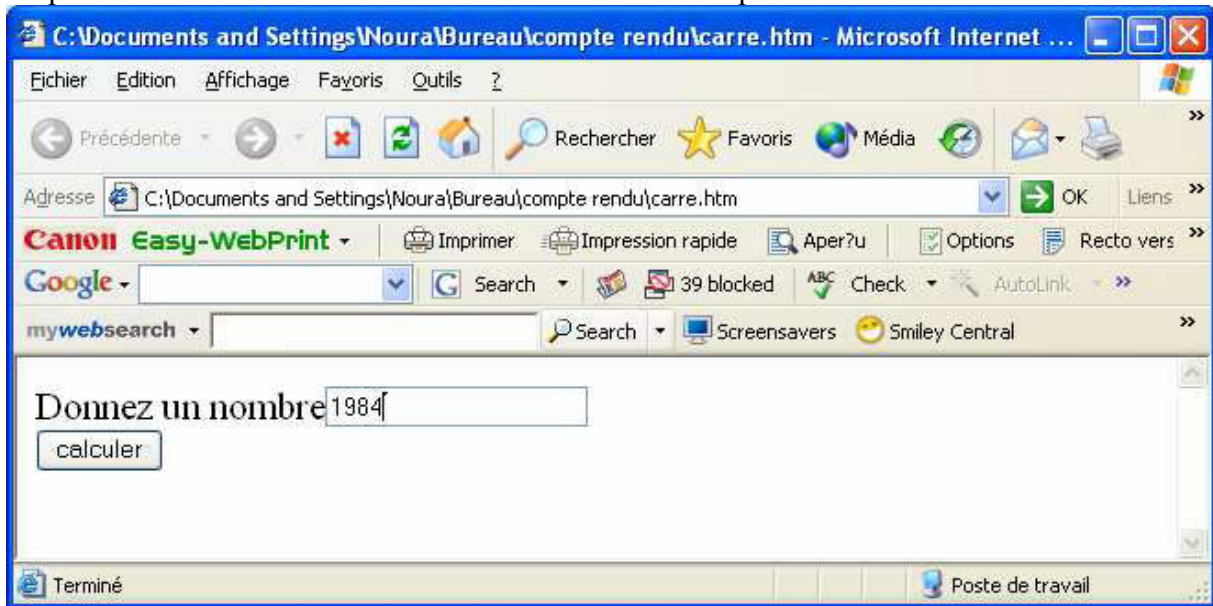 C:\Documents and Settings\Noura\Bureau\compte rendu\carre.htm - Microsoft Internet ...
Fichier Edition Affichage Favoris Outils ?
Précédente Rechercher Favoris Média »
Adresse C:\Documents and Settings\Noura\Bureau\compte rendu\carre.htm OK Liens »
Canon Easy-WebPrint Imprimer Impression rapide Aper?u Options Recto vers »
Google G Search 39 blocked ABC Check AutoLink »
mywebsearch Search Screensavers Smiley Central »
Donnez un nombre 1984
calculer
Terminé Poste de travail